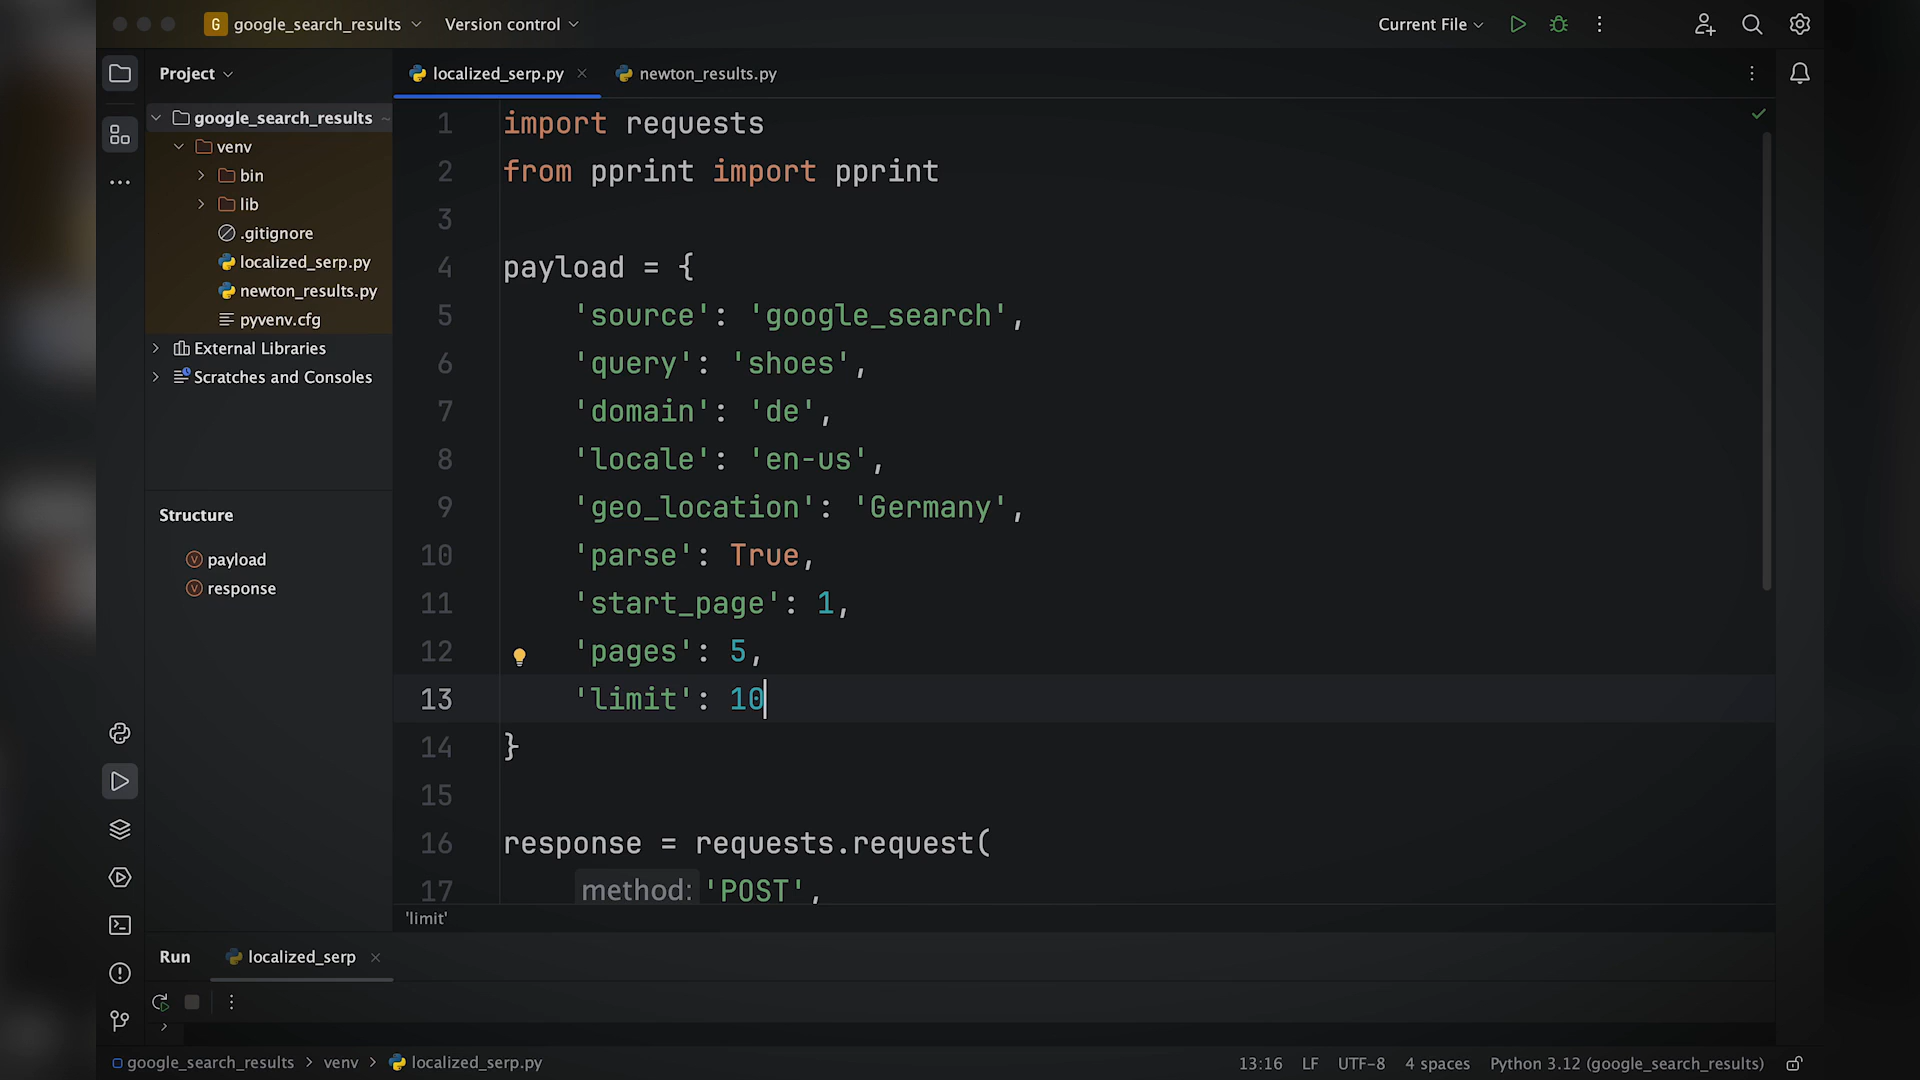 G google_search_results Version control Current File
Project
localized_serp.py newton_results.py
google_search_results ~
venv
bin
lib
.gitignore
localized_serp.py
newton_results.py
pyvenv.cfg
External Libraries
Scratches and Consoles
Structure
V payload
V response
1 import requests
2 from pprint import pprint
3
4 payload = {
5 'source': 'google_search',
6 'query': 'shoes',
7 'domain': 'de',
8 'locale': 'en-us',
9 'geo_location': 'Germany',
10 'parse': True,
11 'start_page': 1,
12 'pages': 5,
13 'limit': 10
14 }
15
16 response = requests.request(
17 method: 'POST',
'limit'
Run localized_serp
google_search_results > venv > localized_serp.py 13:16 LF UTF-8 4 spaces Python 3.12 (google_search_results)